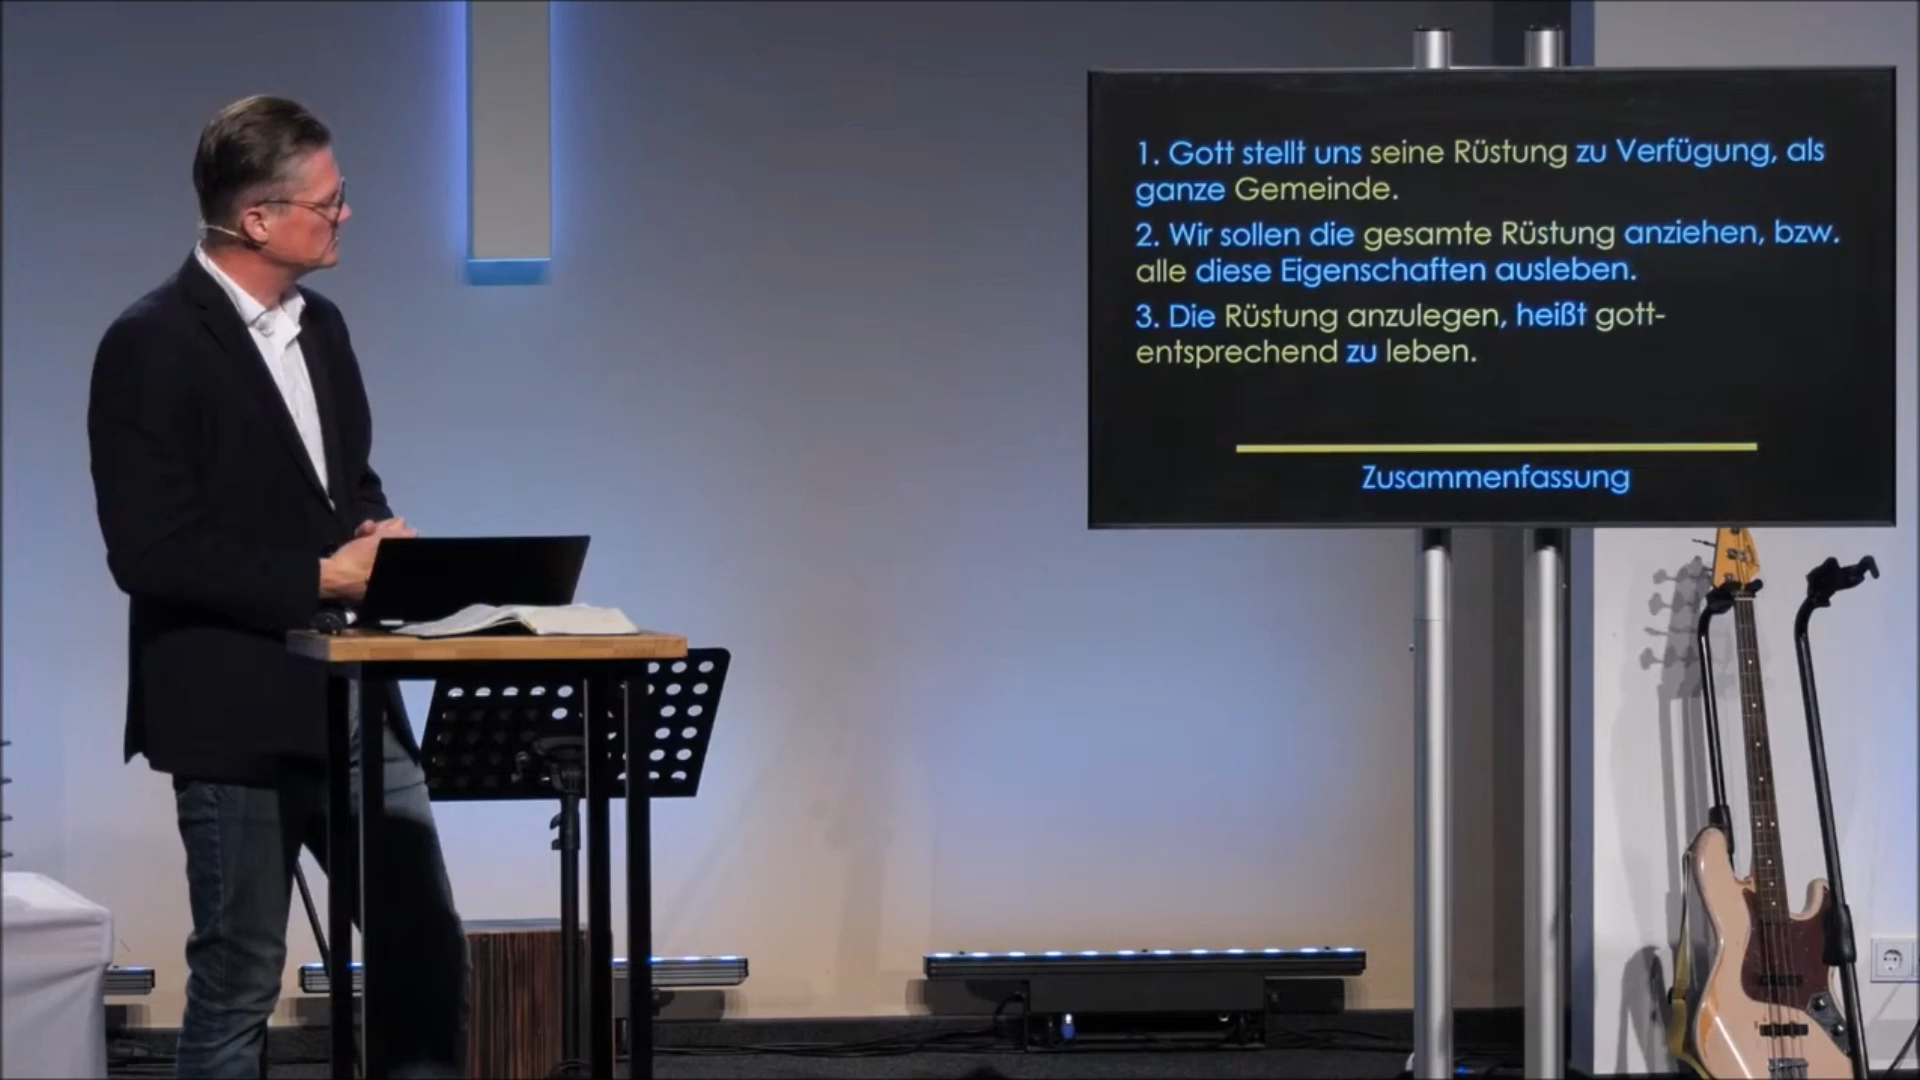 1. Gott stellt uns seine Rüstung zu Verfügung, als
ganze Gemeinde.
2. Wir sollen die gesamte Rüstung anziehen, bzw.
alle diese Eigenschaften ausleben.
3. Die Rüstung anzulegen, heißt gott-
entsprechend zu leben.
Zusammenfassung